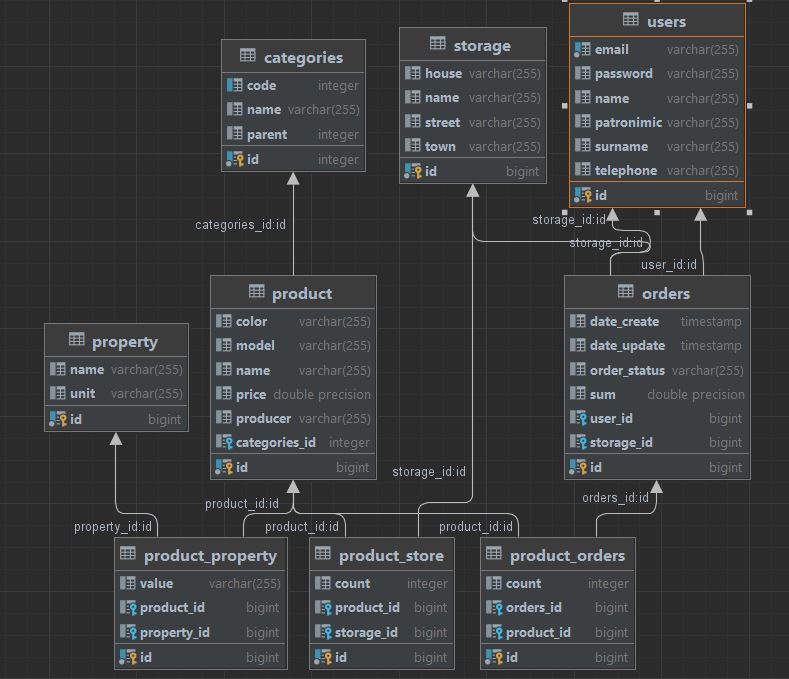 categories
code integer
name varchar(255)
parent integer
id integer
storage
house varchar(255)
name varchar(255)
street varchar(255)
town varchar(255)
id bigint
users
email varchar(255)
password varchar(255)
name varchar(255)
patronimic varchar(255)
surname varchar(255)
telephone varchar(255)
id bigint
categories_id:id
storage_id:id
storage_id:id
user_id:id
property
name varchar(255)
unit varchar(255)
id bigint
product
color varchar(255)
model varchar(255)
name varchar(255)
price double precision
producer varchar(255)
categories_id integer
id bigint
orders
date_create timestamp
date_update timestamp
order_status varchar(255)
sum double precision
user_id bigint
storage_id bigint
id bigint
storage_id:id
product_id:id
orders_id:id
property_id:id
product_id:id
product_id:id
product_property
value varchar(255)
product_id bigint
property_id bigint
id bigint
product_store
count integer
product_id bigint
storage_id bigint
id bigint
product_orders
count integer
orders_id bigint
product_id bigint
id bigint